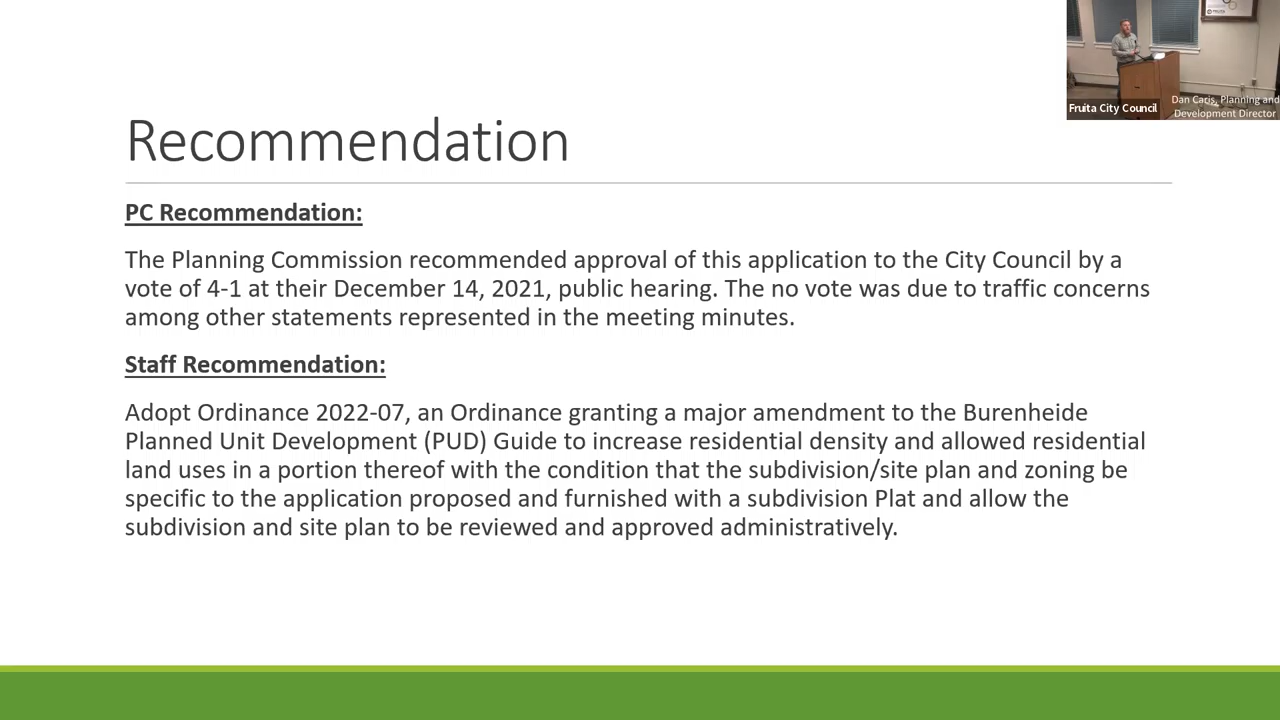 Fruita City Council
Dan Caris, Planning and
Development Director
Recommendation
PC Recommendation:
The Planning Commission recommended approval of this application to the City Council by a
vote of 4-1 at their December 14, 2021, public hearing. The no vote was due to traffic concerns
among other statements represented in the meeting minutes.
Staff Recommendation:
Adopt Ordinance 2022-07, an Ordinance granting a major amendment to the Burenheide
Planned Unit Development (PUD) Guide to increase residential density and allowed residential
land uses in a portion thereof with the condition that the subdivision/site plan and zoning be
specific to the application proposed and furnished with a subdivision Plat and allow the
subdivision and site plan to be reviewed and approved administratively.